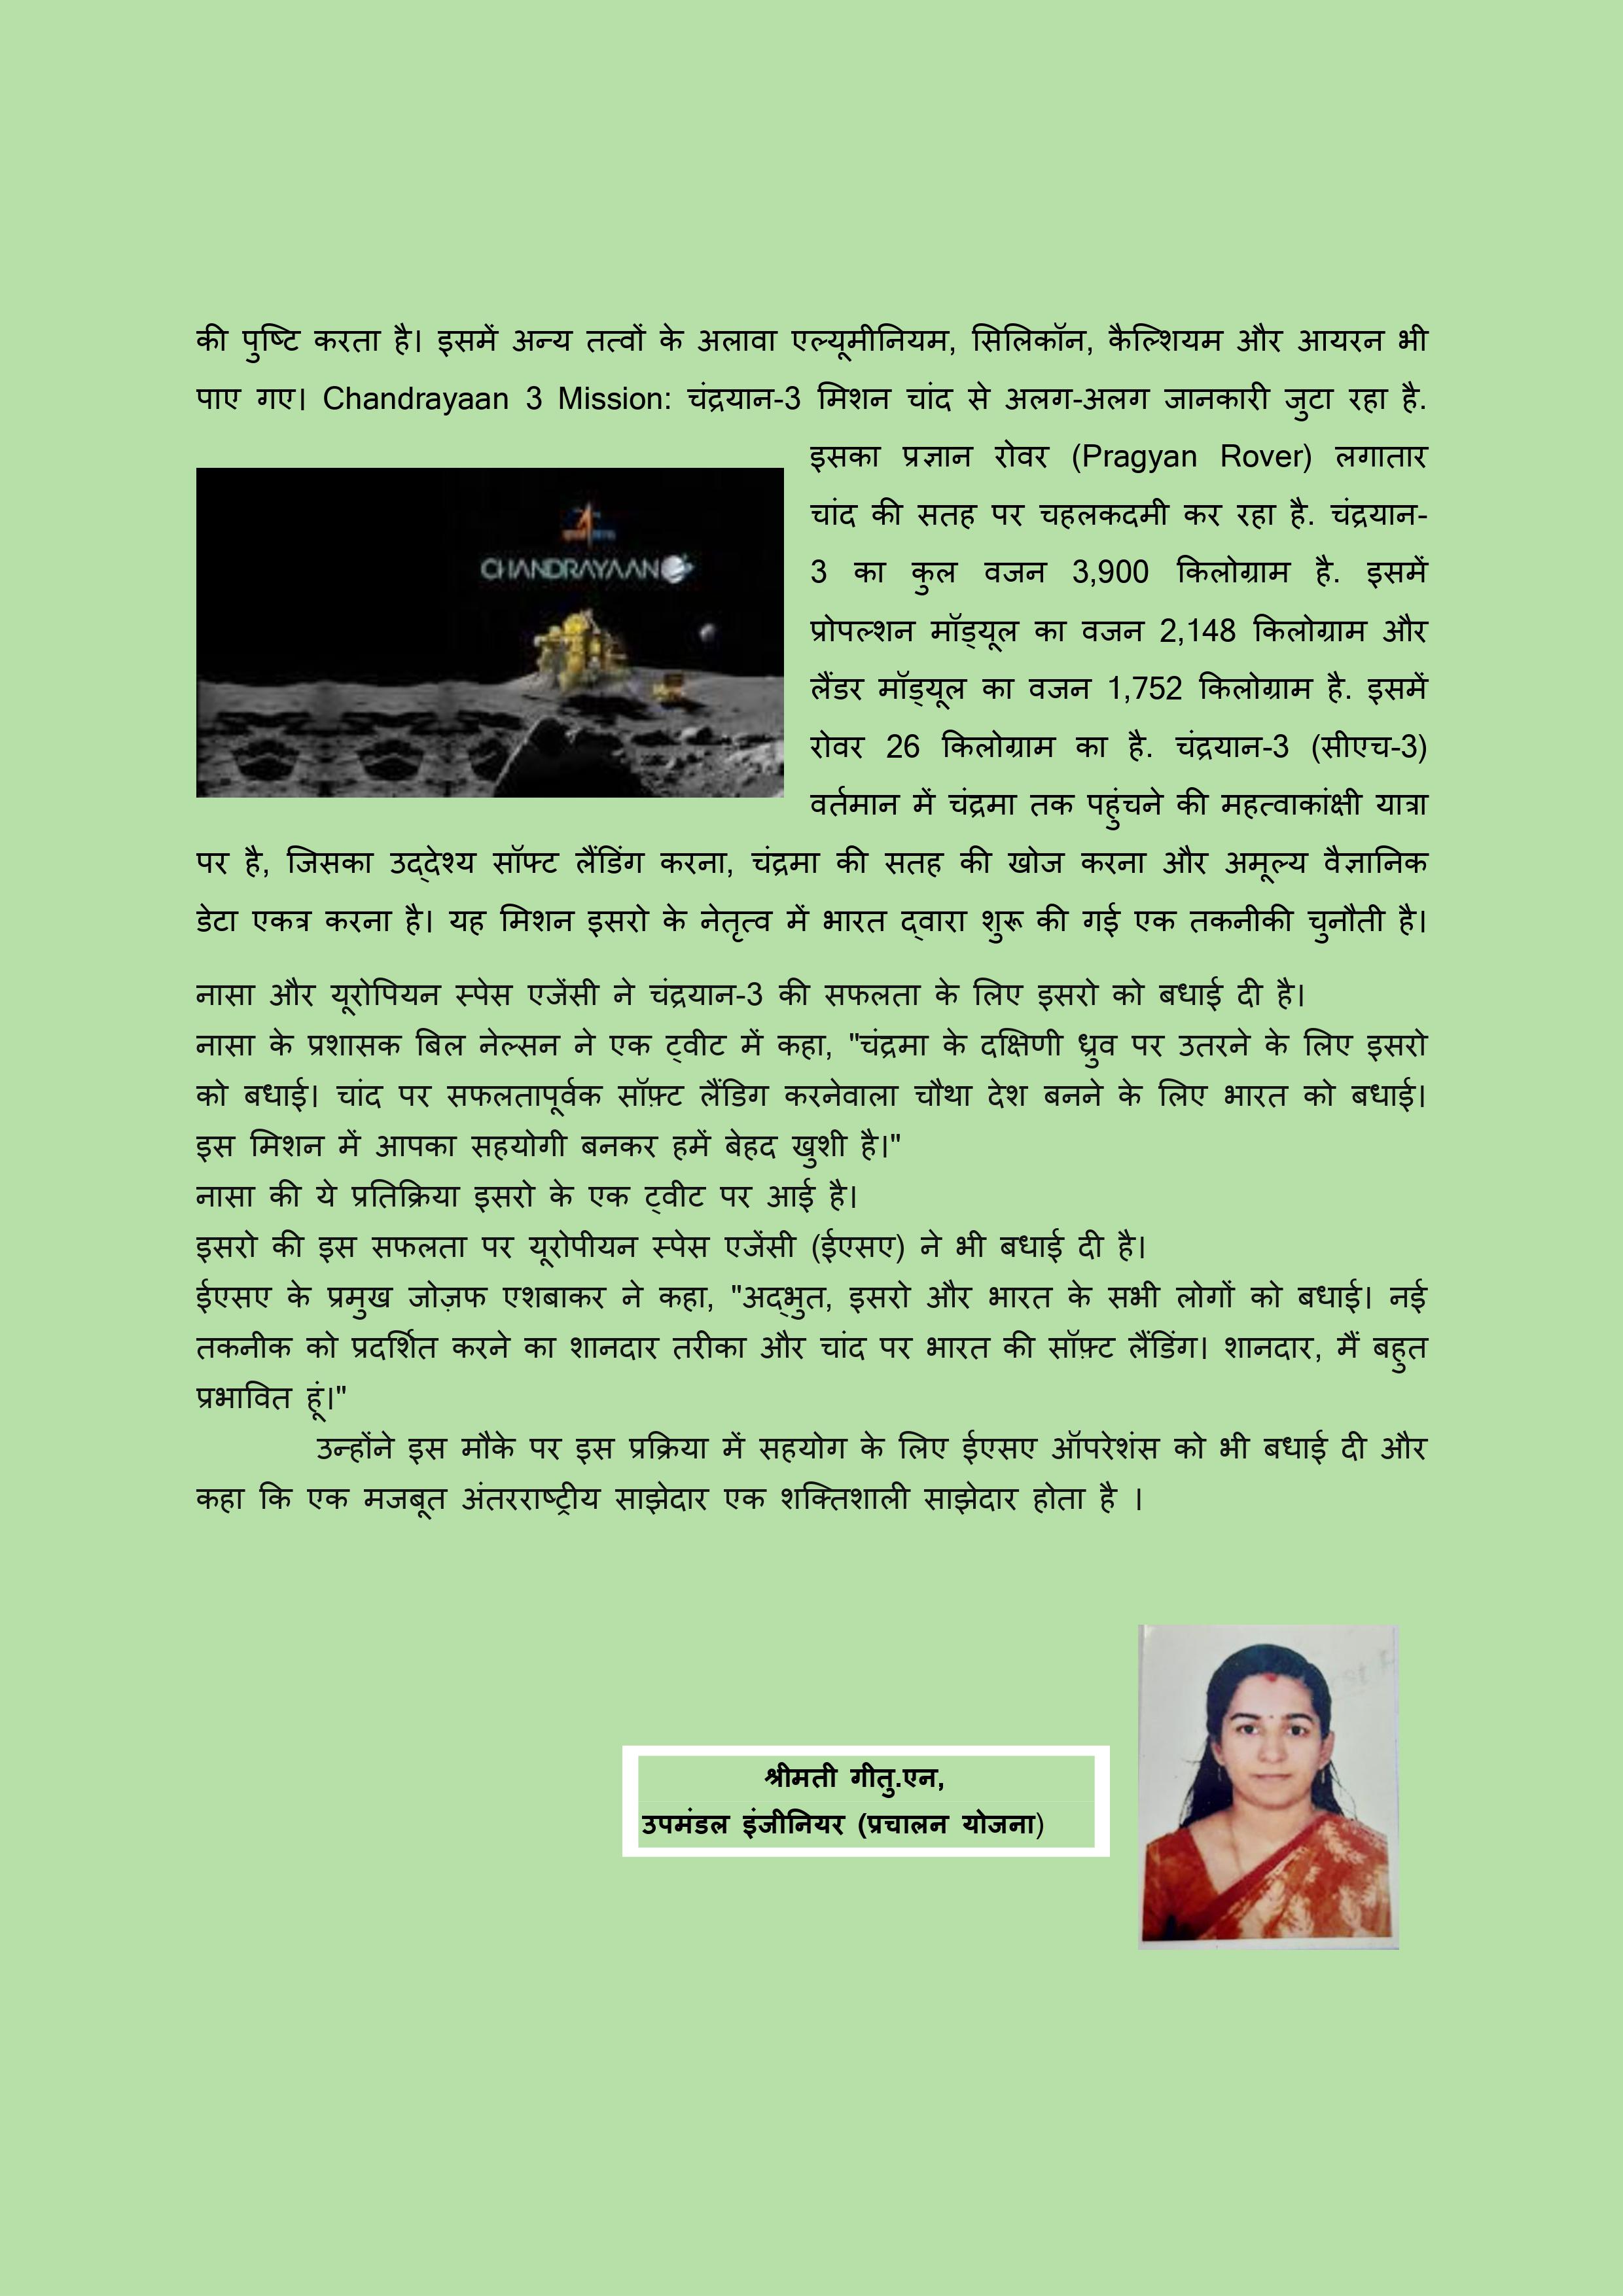 की पुष्टि करता है। इसमें अन्य तत्वों के अलावा एल्यूमीनियम, सिलिकॉन, कैल्शियम और आयरन भी
पाए गए। Chandrayaan 3 Mission: चंद्रयान-3 मिशन चांद से अलग-अलग जानकारी जुटा रहा है.
इसका प्रज्ञान रोवर (Pragyan Rover) लगातार
चांद की सतह पर चहलकदमी कर रहा है. चंद्रयान-
3 का कुल वजन 3,900 किलोग्राम है. इसमें
प्रोपल्शन मॉड्यूल का वजन 2,148 किलोग्राम और
लैंडर मॉड्यूल का वजन 1,752 किलोग्राम है. इसमें
रोवर 26 किलोग्राम का है. चंद्रयान-3 (सीएच-3)
वर्तमान में चंद्रमा तक पहुंचने की महत्वाकांक्षी यात्रा
CHANDRAYAAN
पर है, जिसका उद्देश्य सॉफ्ट लैंडिंग करना, चंद्रमा की सतह की खोज करना और अमूल्य वैज्ञानिक
डेटा एकत्र करना है। यह मिशन इसरो के नेतृत्व में भारत द्वारा शुरू की गई एक तकनीकी चुनौती है।
नासा और यूरोपियन स्पेस एजेंसी ने चंद्रयान-3 की सफलता के लिए इसरो को बधाई दी है।
नासा के प्रशासक बिल नेल्सन ने एक ट्वीट में कहा, "चंद्रमा के दक्षिणी ध्रुव पर उतरने के लिए इसरो
को बधाई। चांद पर सफलतापूर्वक सॉफ़्ट लैंडिग करनेवाला चौथा देश बनने के लिए भारत को बधाई।
इस मिशन में आपका सहयोगी बनकर हमें बेहद खुशी है।"
नासा की ये प्रतिक्रिया इसरो के एक ट्वीट पर आई है।
इसरो की इस सफलता पर यूरोपीयन स्पेस एजेंसी (ईएसए) ने भी बधाई दी है।
ईएसए के प्रमुख जोज़फ एशबाकर ने कहा, "अद्भुत, इसरो और भारत के सभी लोगों को बधाई। नई
तकनीक को प्रदर्शित करने का शानदार तरीका और चांद पर भारत की सॉफ़्ट लैंडिंग। शानदार, मैं बहुत
प्रभावित हूं।"
उन्होंने इस मौके पर इस प्रक्रिया में सहयोग के लिए ईएसए ऑपरेशंस को भी बधाई दी और
कहा कि एक मजबूत अंतरराष्ट्रीय साझेदार एक शक्तिशाली साझेदार होता है ।
श्रीमती गीतु.एन,
उपमंडल इंजीनियर (प्रचालन योजना)